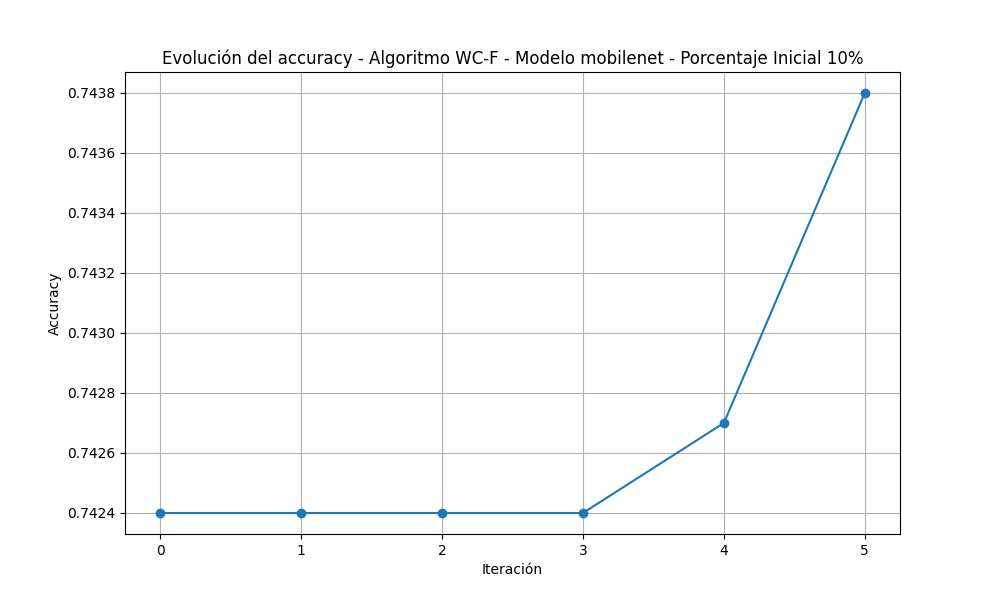 Evolución del accuracy - Algoritmo WC-F - Modelo mobilenet - Porcentaje Inicial 10%
0.7438
0.7436
0.7434
0.7432
0.7430
0.7428
0.7426
0.7424
Accuracy
0 1 2 3 4 5
Iteración